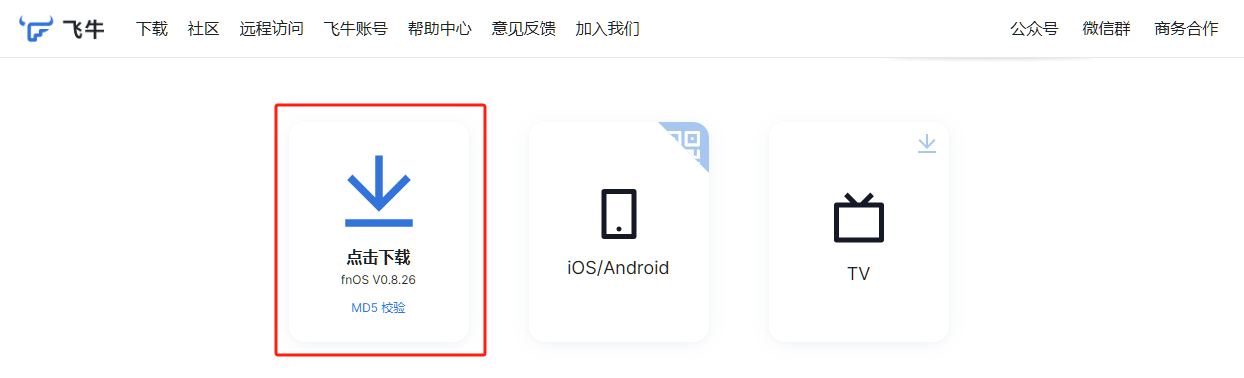 飞牛 下载 社区 远程访问 飞牛账号 帮助中心 意见反馈 加入我们 公众号 微信群 商务合作
点击下载
fnOS V0.8.26
MD5 校验
iOS/Android
TV